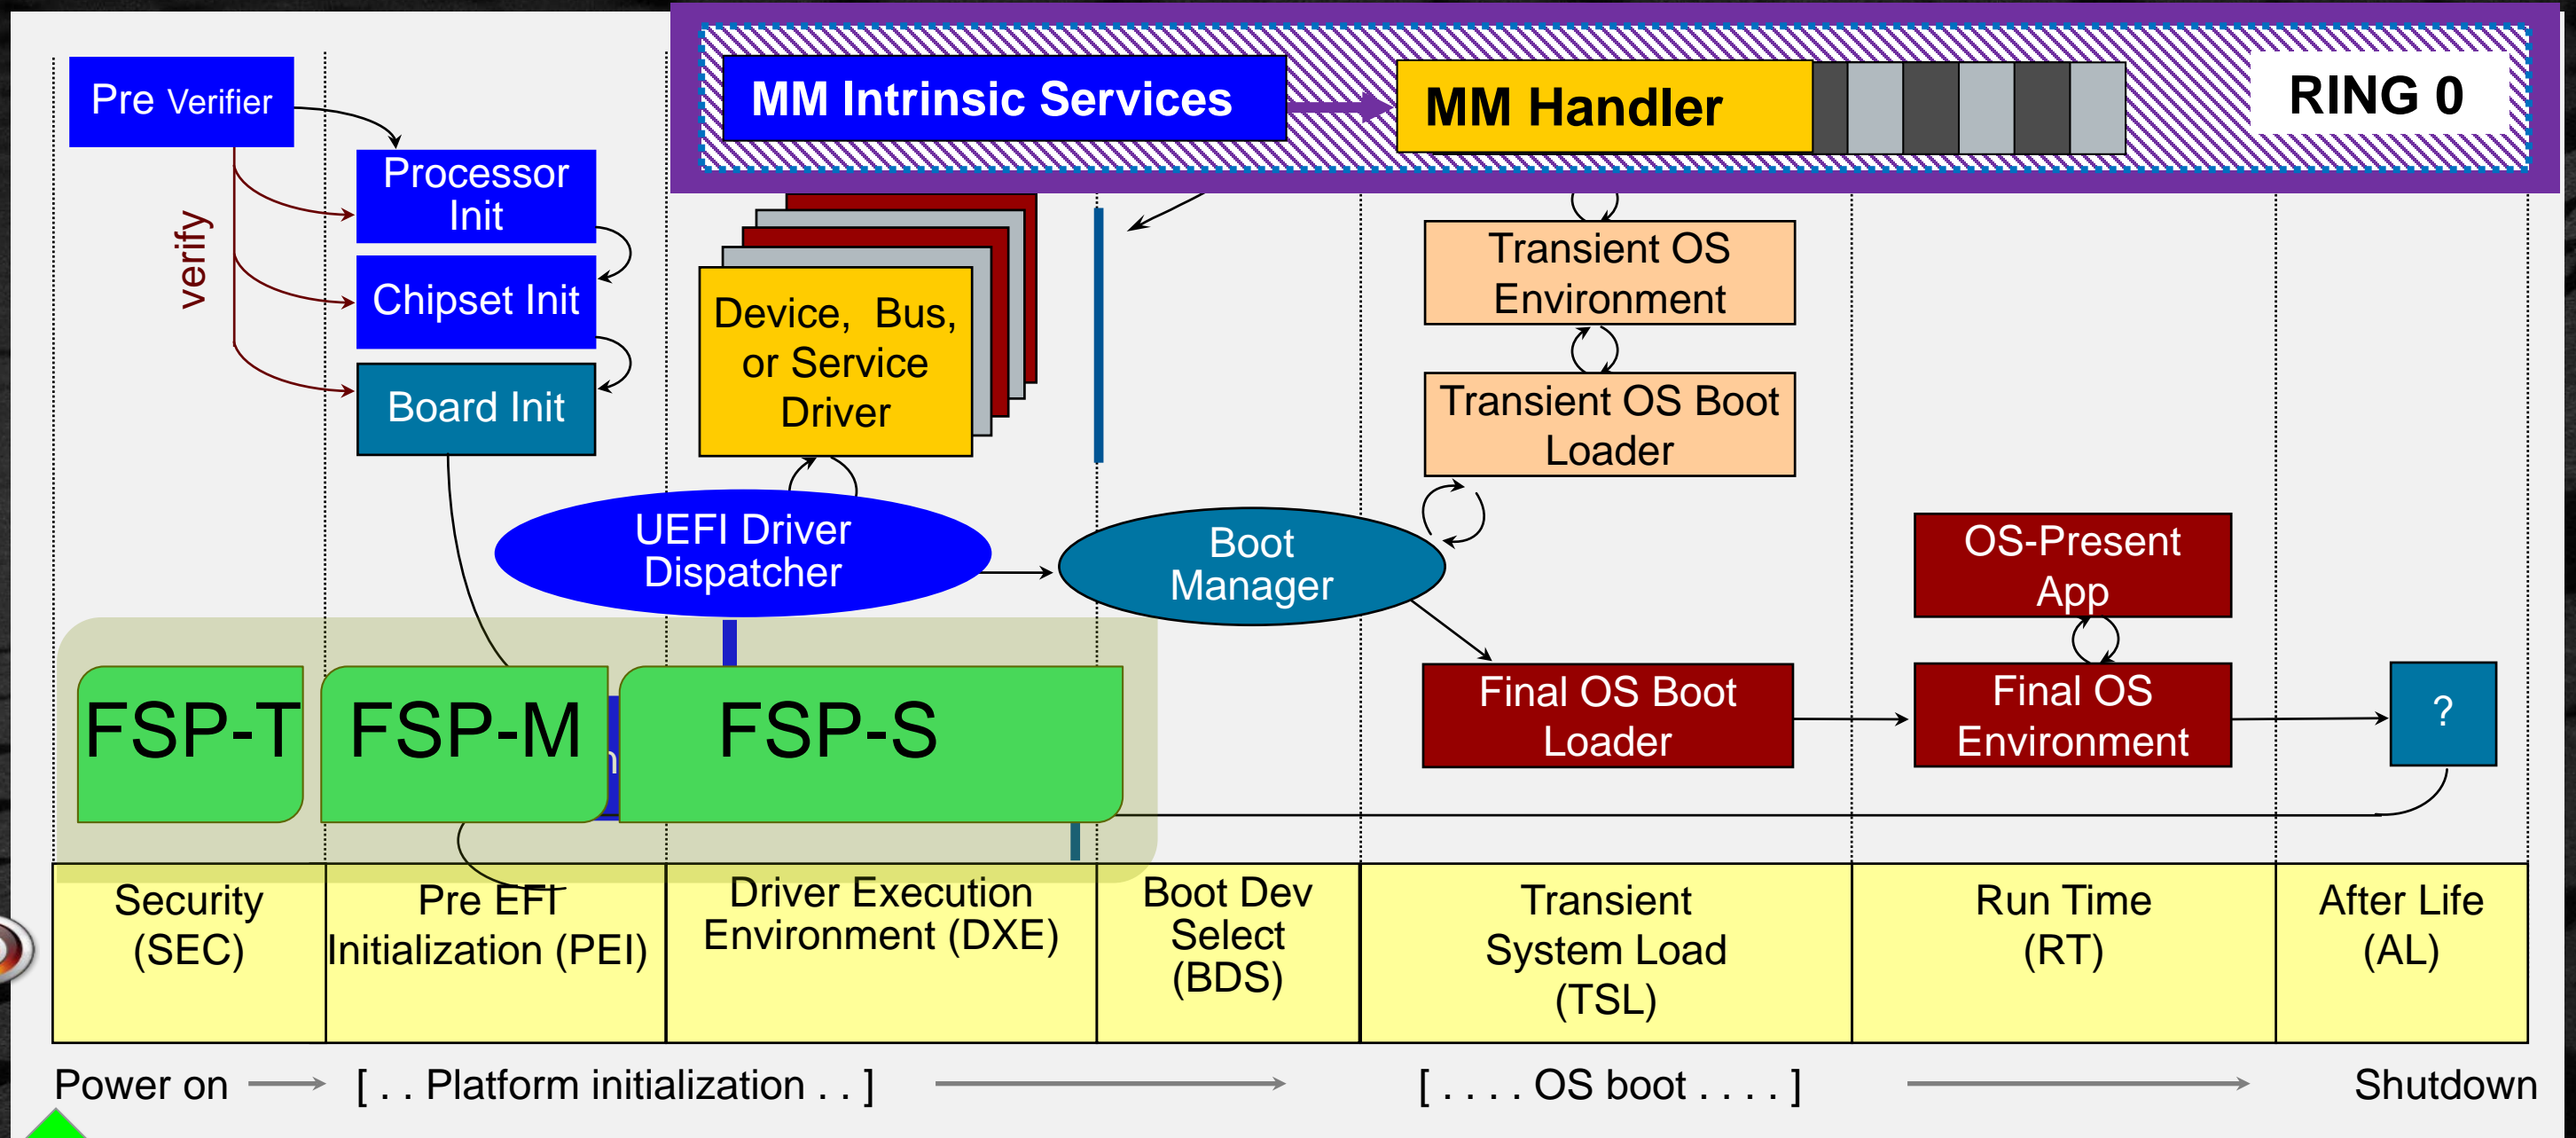 Pre Verifier
MM Intrinsic Services
MM Handler
RING 0
Processor
Init
verify
Chipset Init
Board Init
Device, Bus,
or Service
Driver
Transient OS
Environment
Transient OS Boot
Loader
UEFI Driver
Dispatcher
Boot
Manager
OS-Present
App
FSP-T
FSP-M
n
FSP-S
Final OS Boot
Loader
Final OS
Environment
?
Security
(SEC)
Pre EFI
Initialization (PEI)
Driver Execution
Environment (DXE)
Boot Dev
Select
(BDS)
Transient
System Load
(TSL)
Run Time
(RT)
After Life
(AL)
Power on
[ . . Platform initialization . . ]
[ . . . . OS boot . . . . ]
Shutdown